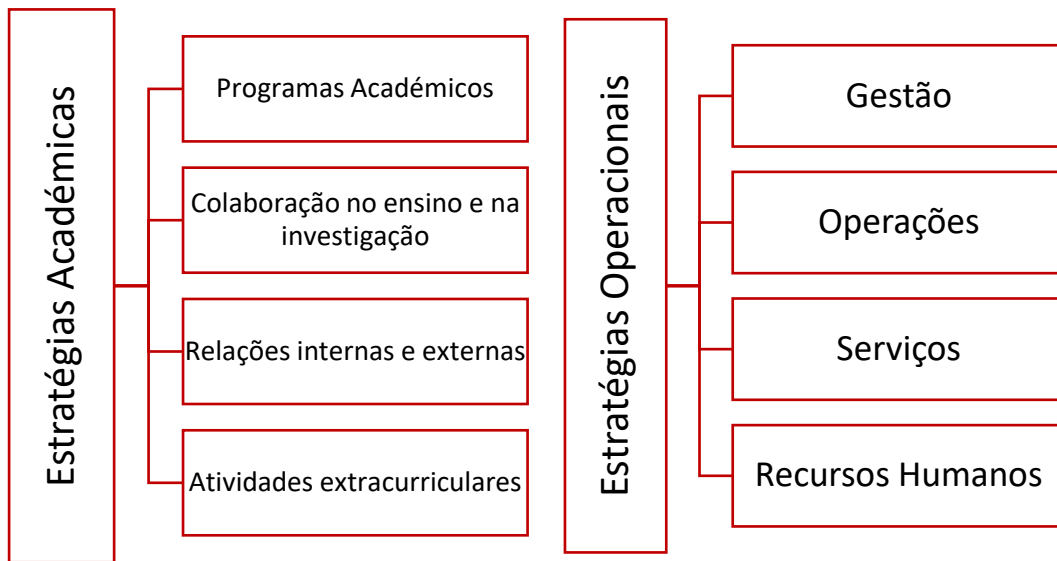 Estratégias Académicas
Programas Académicos
Colaboração no ensino e na
investigação
Relações internas e externas
Atividades extracurriculares
Estratégias Operacionais
Gestão
Operações
Serviços
Recursos Humanos